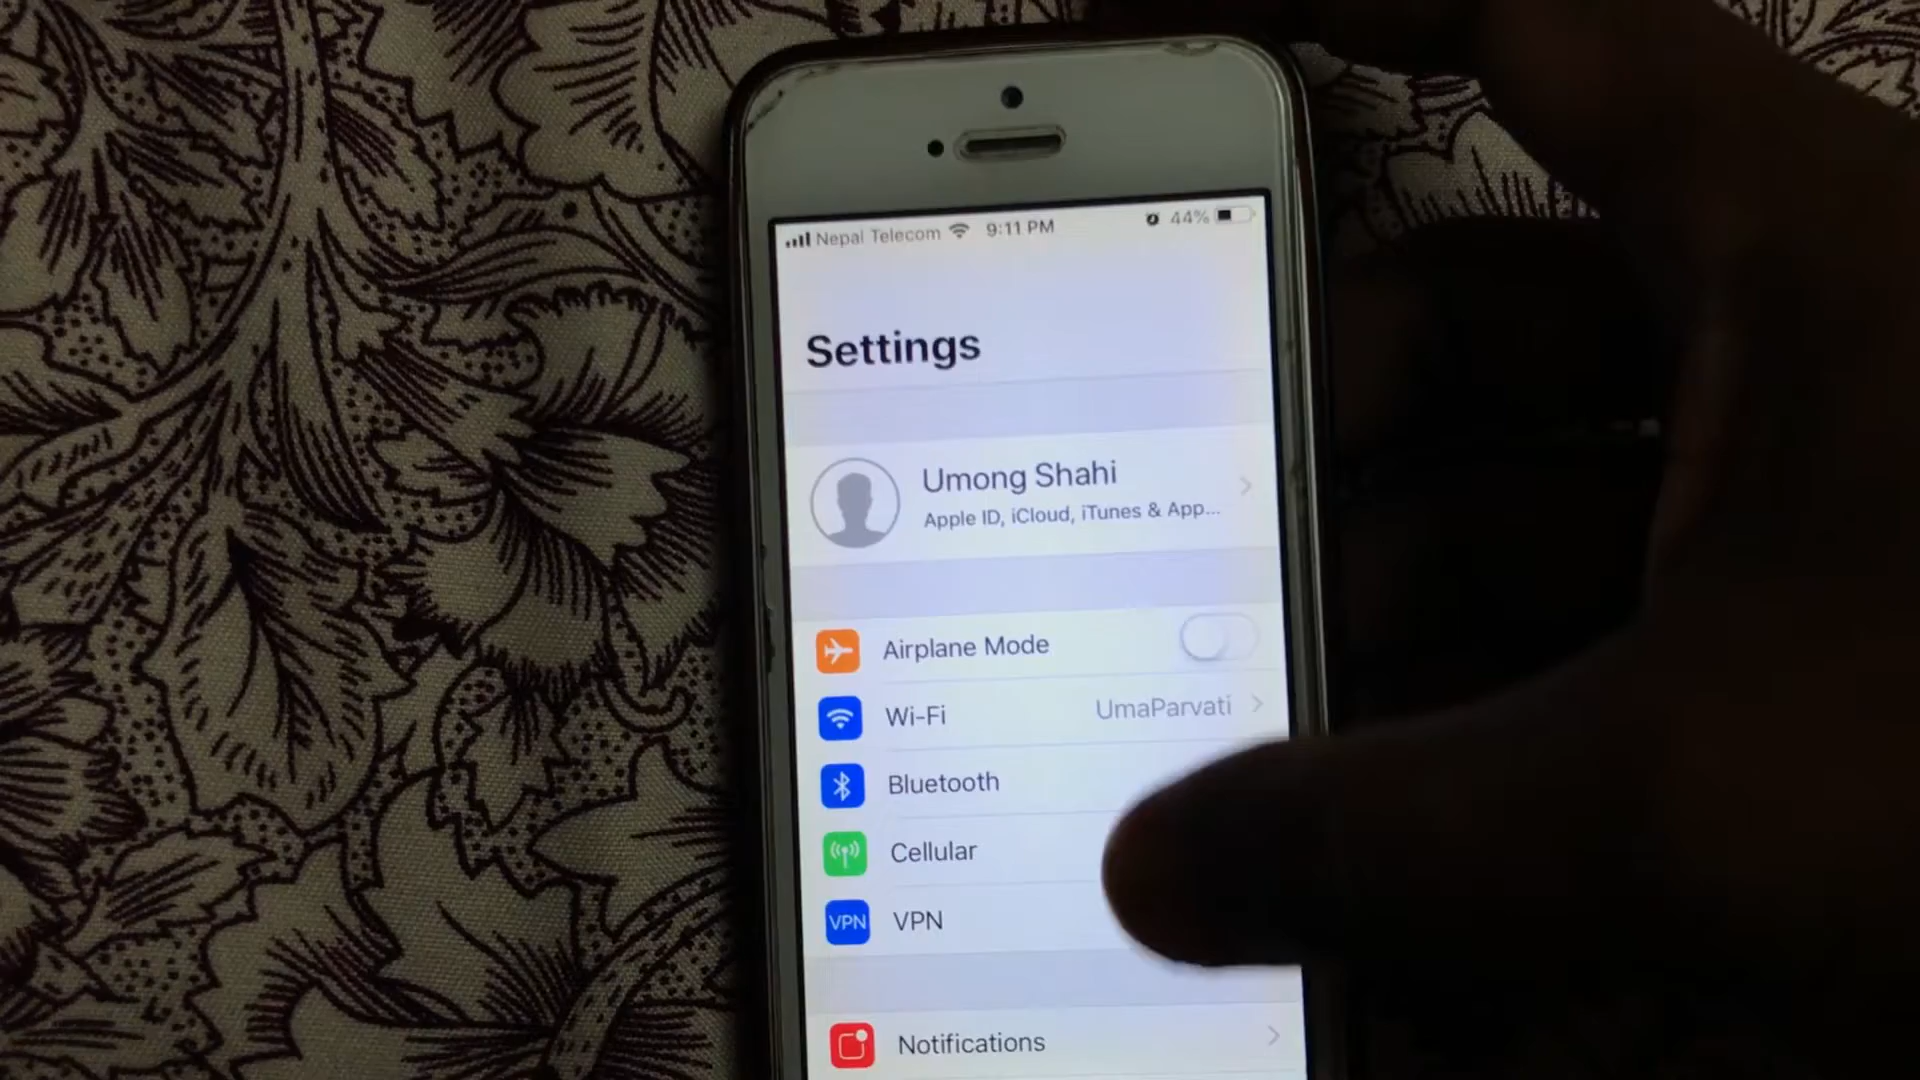 Nepal Telecom 9:11 PM 44%
Settings
Umong Shahi
Apple ID, iCloud, iTunes & App...
Airplane Mode
Wi-Fi UmaParvati
Bluetooth
Cellular
VPN VPN
Notifications